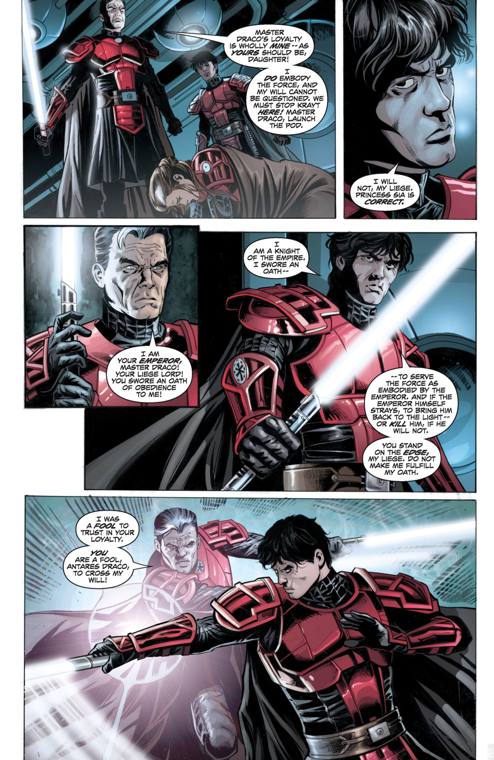 MASTER
DRACO'S LOYALTY
IS WHOLLY MINE--AS
YOURS SHOULD BE,
DAUGHTER!
I
DO EMBODY
THE FORCE, AND
MY WILL CANNOT
BE QUESTIONED. WE
MUST STOP KRAYT
HERE! MASTER
DRACO, LAUNCH
THE POD.
I WILL
NOT, MY LIEGE.
PRINCESS SIA IS
CORRECT.
I AM
YOUR EMPEROR,
MASTER DRACO!
YOUR LIEGE LORD!
YOU SWORE AN OATH
OF OBEDIENCE
TO ME!
I
AM A KNIGHT
OF THE EMPIRE.
I SWORE AN
OATH--
--TO SERVE
THE FORCE AS
EMBODIED BY THE
EMPEROR. AND IF THE
EMPEROR HIMSELF
STRAYS, TO BRING HIM
BACK TO THE LIGHT--
OR KILL HIM, IF HE
WILL NOT.
YOU STAND
ON THE EDGE,
MY LIEGE. DO NOT
MAKE ME FULFILL
MY OATH.
I WAS
A FOOL TO
TRUST IN YOUR
LOYALTY.
YOU
ARE A FOOL,
ANTARES DRACO,
TO CROSS MY
WILL!